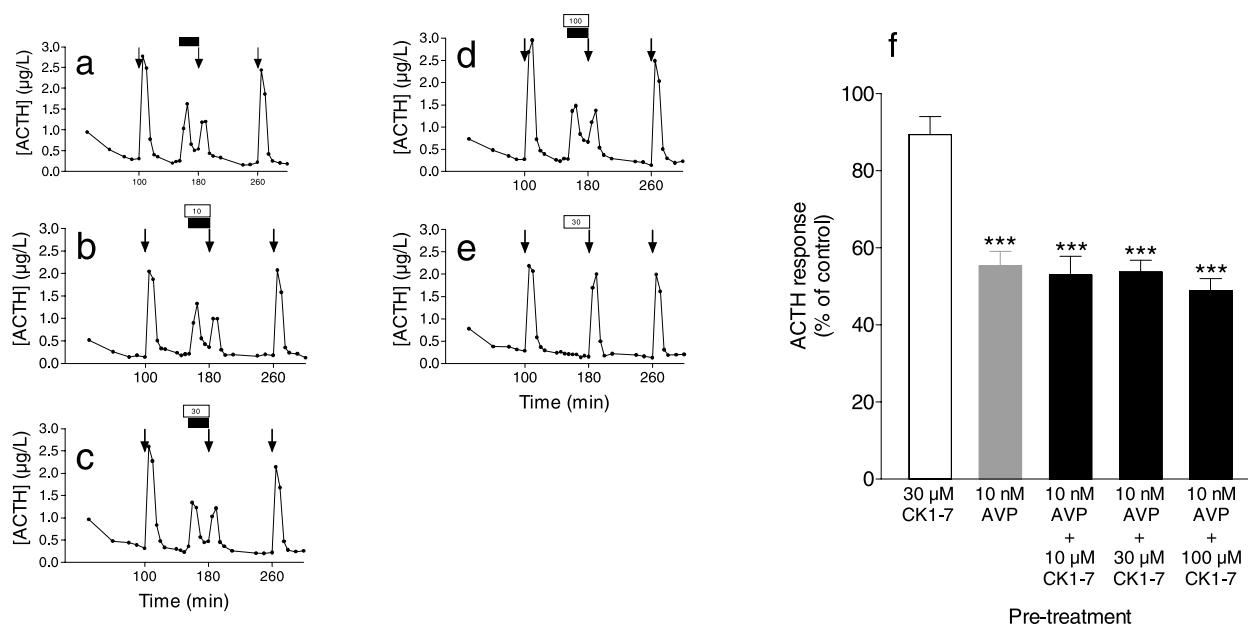 a
[ACTH] (µg/L)
3.0
2.5
2.0
1.5
1.0
0.5
0.0
100
180
260
b
10
[ACTH] (µg/L)
3.0
2.5
2.0
1.5
1.0
0.5
0.0
100
180
260
c
30
[ACTH] (µg/L)
3.0
2.5
2.0
1.5
1.0
0.5
0.0
100
180
260
Time (min)
d
100
[ACTH] (µg/L)
3.0
2.5
2.0
1.5
1.0
0.5
0.0
100
180
260
e
30
[ACTH] (µg/L)
3.0
2.5
2.0
1.5
1.0
0.5
0.0
100
180
260
Time (min)
f
ACTH response
(% of control)
100
80
60
40
20
0
***
***
***
***
30 µM
CK1-7
10 nM
AVP
10 nM
AVP
+
10 µM
CK1-7
10 nM
AVP
+
30 µM
CK1-7
10 nM
AVP
+
100 µM
CK1-7
Pre-treatment